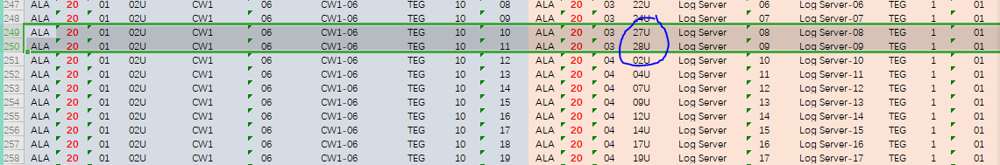 247 ALA 20 01 02U CW1 06 CW1-06 TEG 10 08 ALA 20 03 22U Log Server 06 Log Server-06 TEG 1 01
248 ALA 20 01 02U CW1 06 CW1-06 TEG 10 09 ALA 20 03 24U Log Server 07 Log Server-07 TEG 1 01
249 ALA 20 01 02U CW1 06 CW1-06 TEG 10 10 ALA 20 03 27U Log Server 08 Log Server-08 TEG 1 01
250 ALA 20 01 02U CW1 06 CW1-06 TEG 10 11 ALA 20 03 28U Log Server 09 Log Server-09 TEG 1 01
251 ALA 20 01 02U CW1 06 CW1-06 TEG 10 12 ALA 20 04 02U Log Server 10 Log Server-10 TEG 1 01
252 ALA 20 01 02U CW1 06 CW1-06 TEG 10 13 ALA 20 04 04U Log Server 11 Log Server-11 TEG 1 01
253 ALA 20 01 02U CW1 06 CW1-06 TEG 10 14 ALA 20 04 07U Log Server 12 Log Server-12 TEG 1 01
254 ALA 20 01 02U CW1 06 CW1-06 TEG 10 15 ALA 20 04 09U Log Server 13 Log Server-13 TEG 1 01
255 ALA 20 01 02U CW1 06 CW1-06 TEG 10 16 ALA 20 04 12U Log Server 14 Log Server-14 TEG 1 01
256 ALA 20 01 02U CW1 06 CW1-06 TEG 10 17 ALA 20 04 14U Log Server 15 Log Server-15 TEG 1 01
257 ALA 20 01 02U CW1 06 CW1-06 TEG 10 18 ALA 20 04 17U Log Server 16 Log Server-16 TEG 1 01
258 ALA 20 01 02U CW1 06 CW1-06 TEG 10 19 ALA 20 04 19U Log Server 17 Log Server-17 TEG 1 01